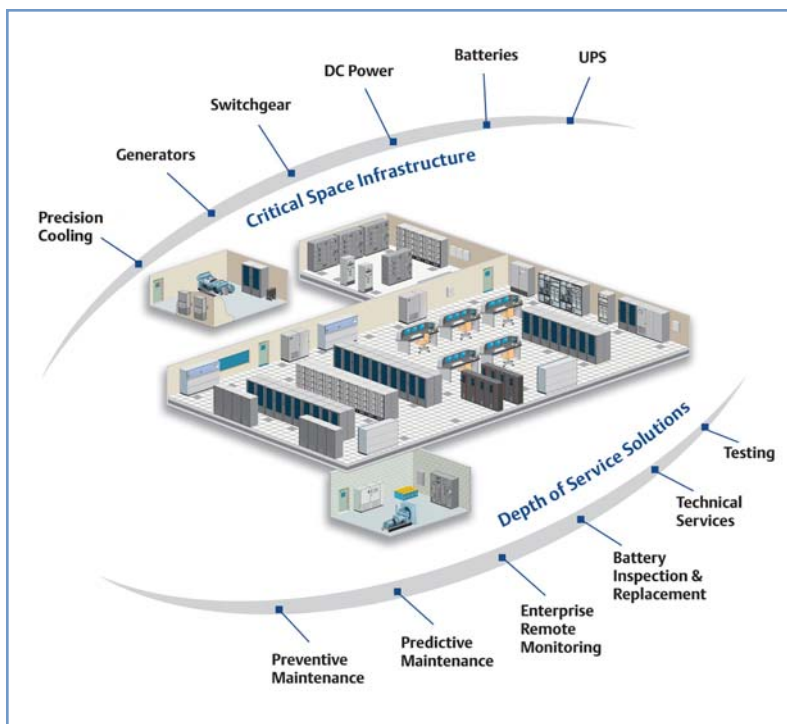 UPS
Batteries
DC Power
Switchgear
Generators
Precision
Cooling
Critical Space Infrastructure
Depth of Service Solutions
Testing
Technical
Services
Battery
Inspection &
Replacement
Enterprise
Remote
Monitoring
Predictive
Maintenance
Preventive
Maintenance